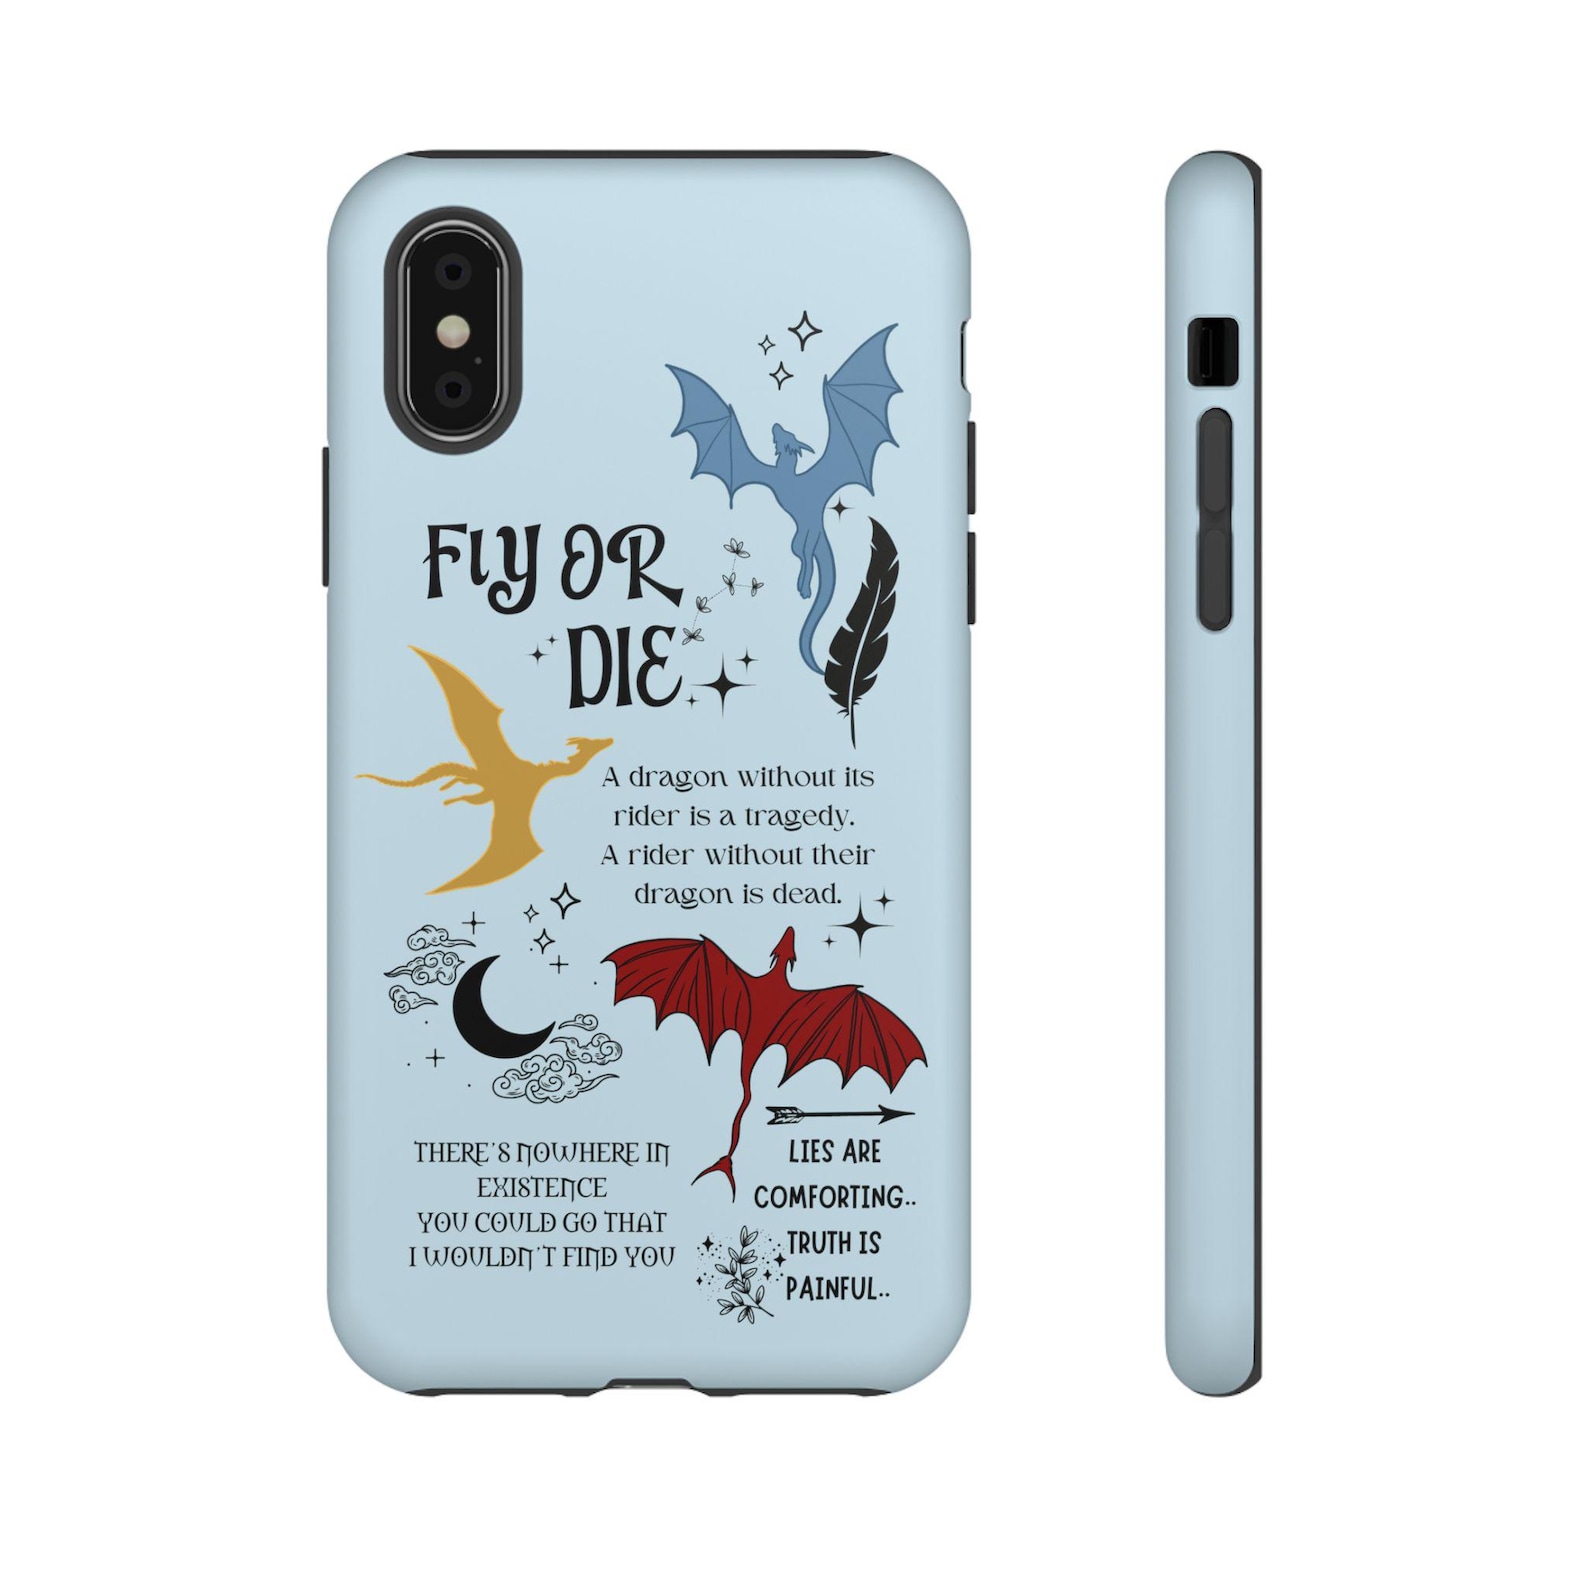 FLY OR
DIE
A dragon without its
rider is a tragedy.
A rider without their
dragon is dead.
THERE'S NOWHERE IN
EXISTENCE
YOU COULD GO THAT
I WOULDN'T FIND YOU
LIES ARE
COMFORTING..
TRUTH IS
PAINFUL..